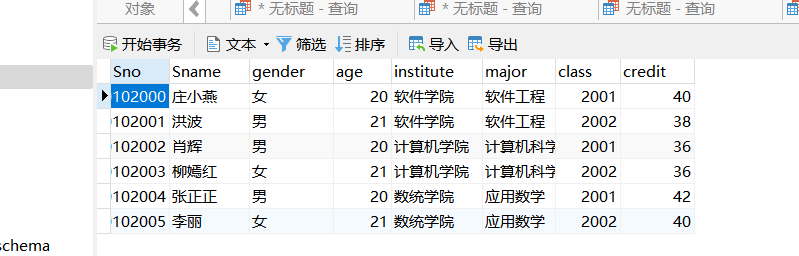 对象 * 无标题 - 查询 * 无标题 - 查询 无标题 - 查询
开始事务 文本 筛选 排序 导入 导出
Sno Sname gender age institute major class credit
102000 庄小燕 女 20 软件学院 软件工程 2001 40
102001 洪波 男 21 软件学院 软件工程 2002 38
102002 肖辉 男 20 计算机学院 计算机科学 2001 36
102003 柳嫣红 女 21 计算机学院 计算机科学 2002 36
102004 张正正 男 20 数统学院 应用数学 2001 42
102005 李丽 女 21 数统学院 应用数学 2002 40
schema